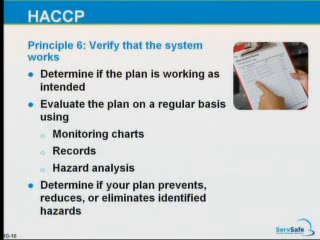 HACCP
Principle 6: Verify that the system
works
Determine if the plan is working as
intended
Evaluate the plan on a regular basis
using
Monitoring charts
Records
Hazard analysis
Determine if your plan prevents,
reduces, or eliminates identified
hazards
10-16
ServSafe